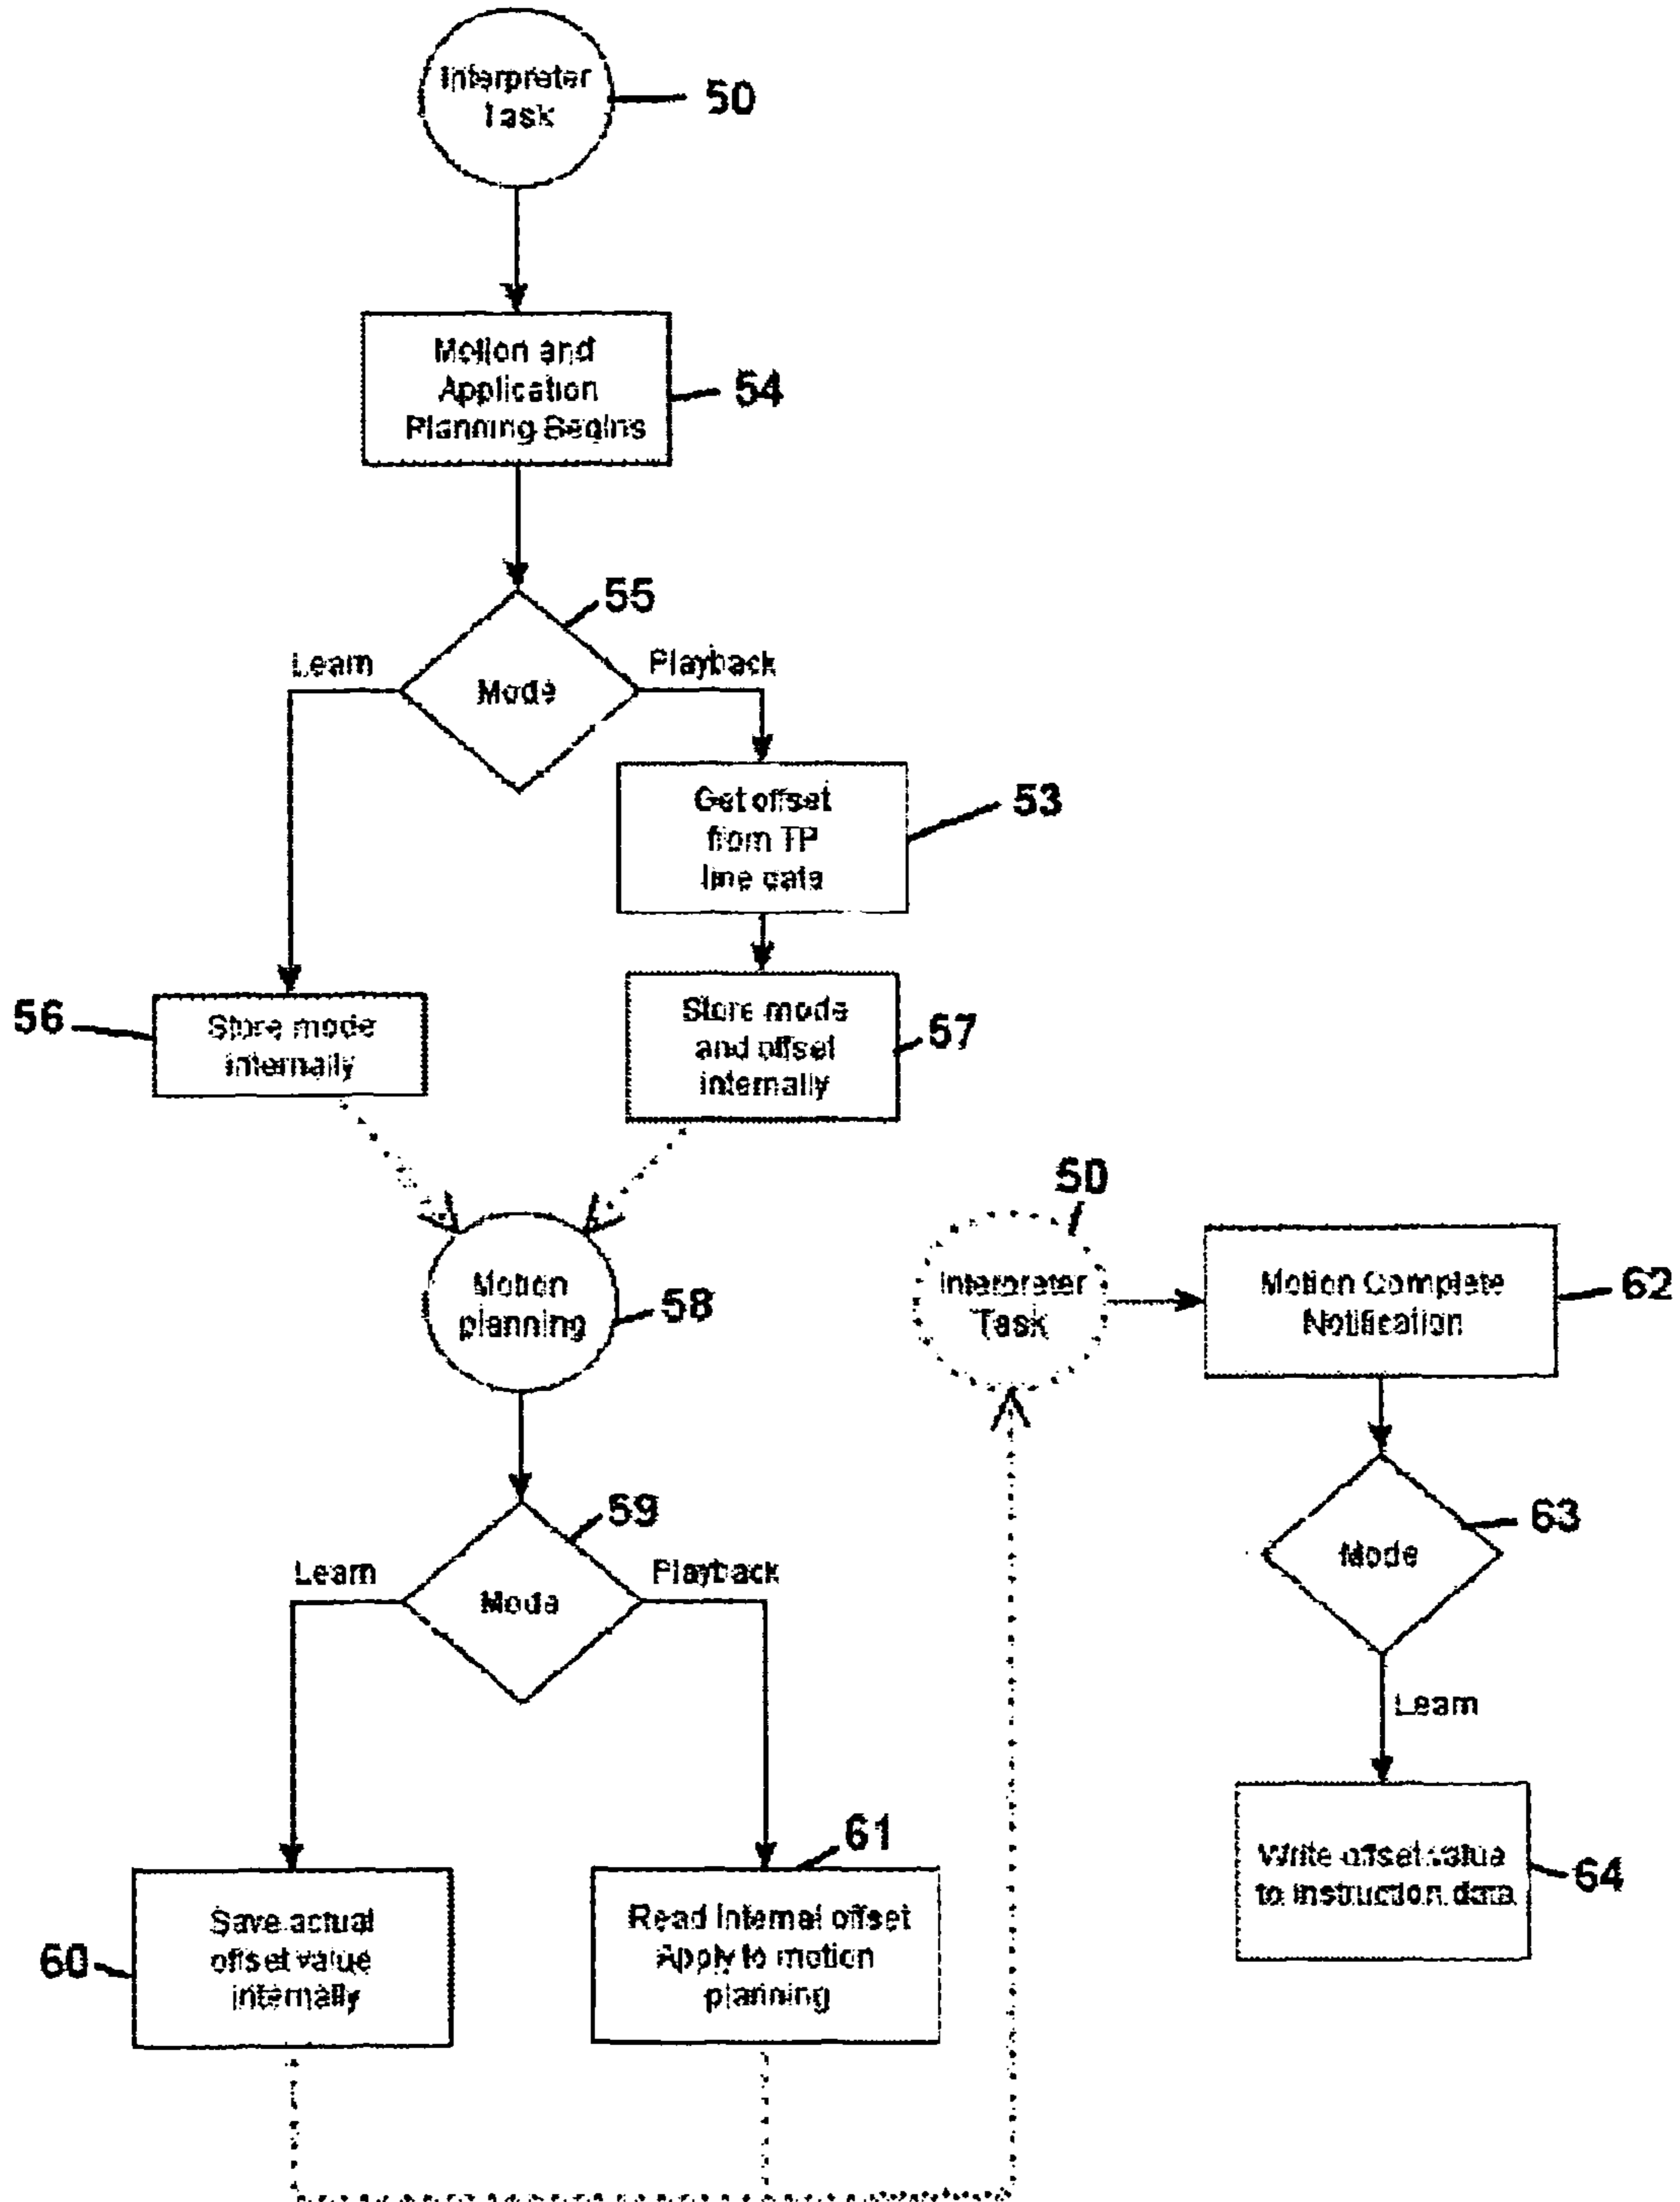 Interpreter
Task
50
Motion and
Application
Planning Begins
54
55
Learn
Playback
Mode
Get offset
from TP
line data
53
56
Store mode
internally
Store mode
and offset
internally
57
50
Motion
planning
58
Interpreter
Task
Motion Complete
Notification
62
59
Learn
Playback
Mode
Mode
63
Learn
61
60
Save actual
offset value
internally
Read internal offset
Apply to motion
planning
Write offset value
to instruction data
64